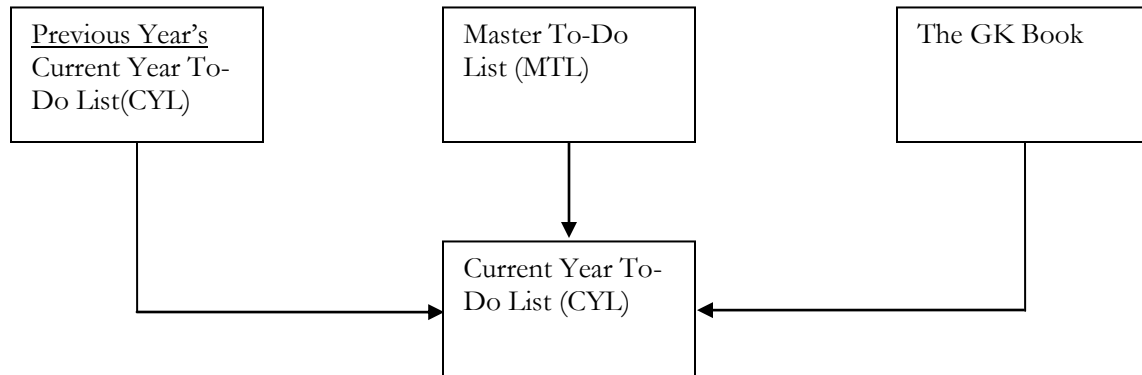 Previous Year’s
Current Year To-
Do List(CYL)
Master To-Do
List (MTL)
The GK Book
Current Year To-
Do List (CYL)